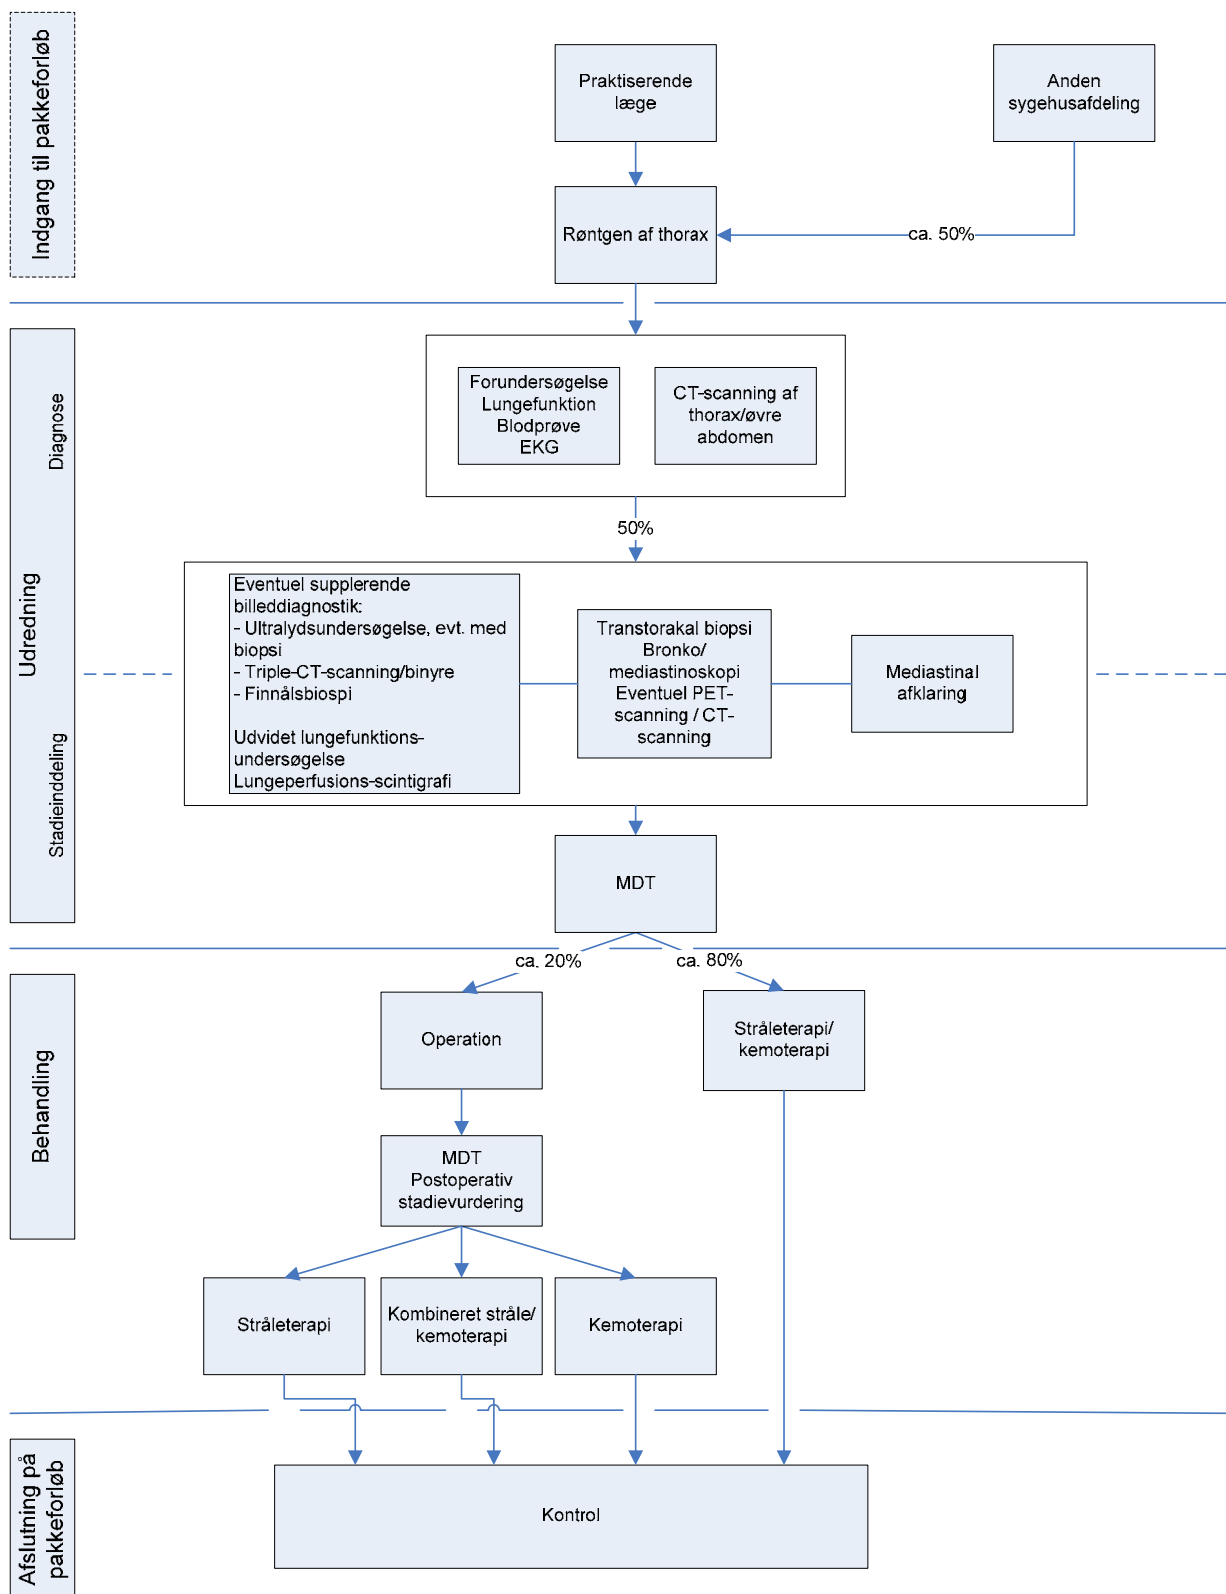 Indgang til pakkeforløb
Praktiserende
læge
Anden
sygehusafdeling
Røntgen af thorax
ca. 50%
Udredning
Diagnose
Stadieinddeling
Forundersøgelse
Lungefunktion
Blodprøve
EKG
CT-scanning af
thorax/øvre
abdomen
50%
Eventuel supplerende
billeddiagnostik:
- Ultralydsundersøgelse, evt. med
biopsi
- Triple-CT-scanning/binyre
- Finnålsbiospi
Udvidet lungefunktions-
undersøgelse
Lungeperfusions-scintigrafi
Transtorakal biopsi
Bronko/
mediastinoskopi
Eventuel PET-
scanning / CT-
scanning
Mediastinal
afklaring
MDT
Behandling
ca. 20%
ca. 80%
Operation
Stråleterapi/
kemoterapi
MDT
Postoperativ
stadievurdering
Stråleterapi
Kombineret stråle/
kemoterapi
Kemoterapi
Afslutning på
pakkeforløb
Kontrol